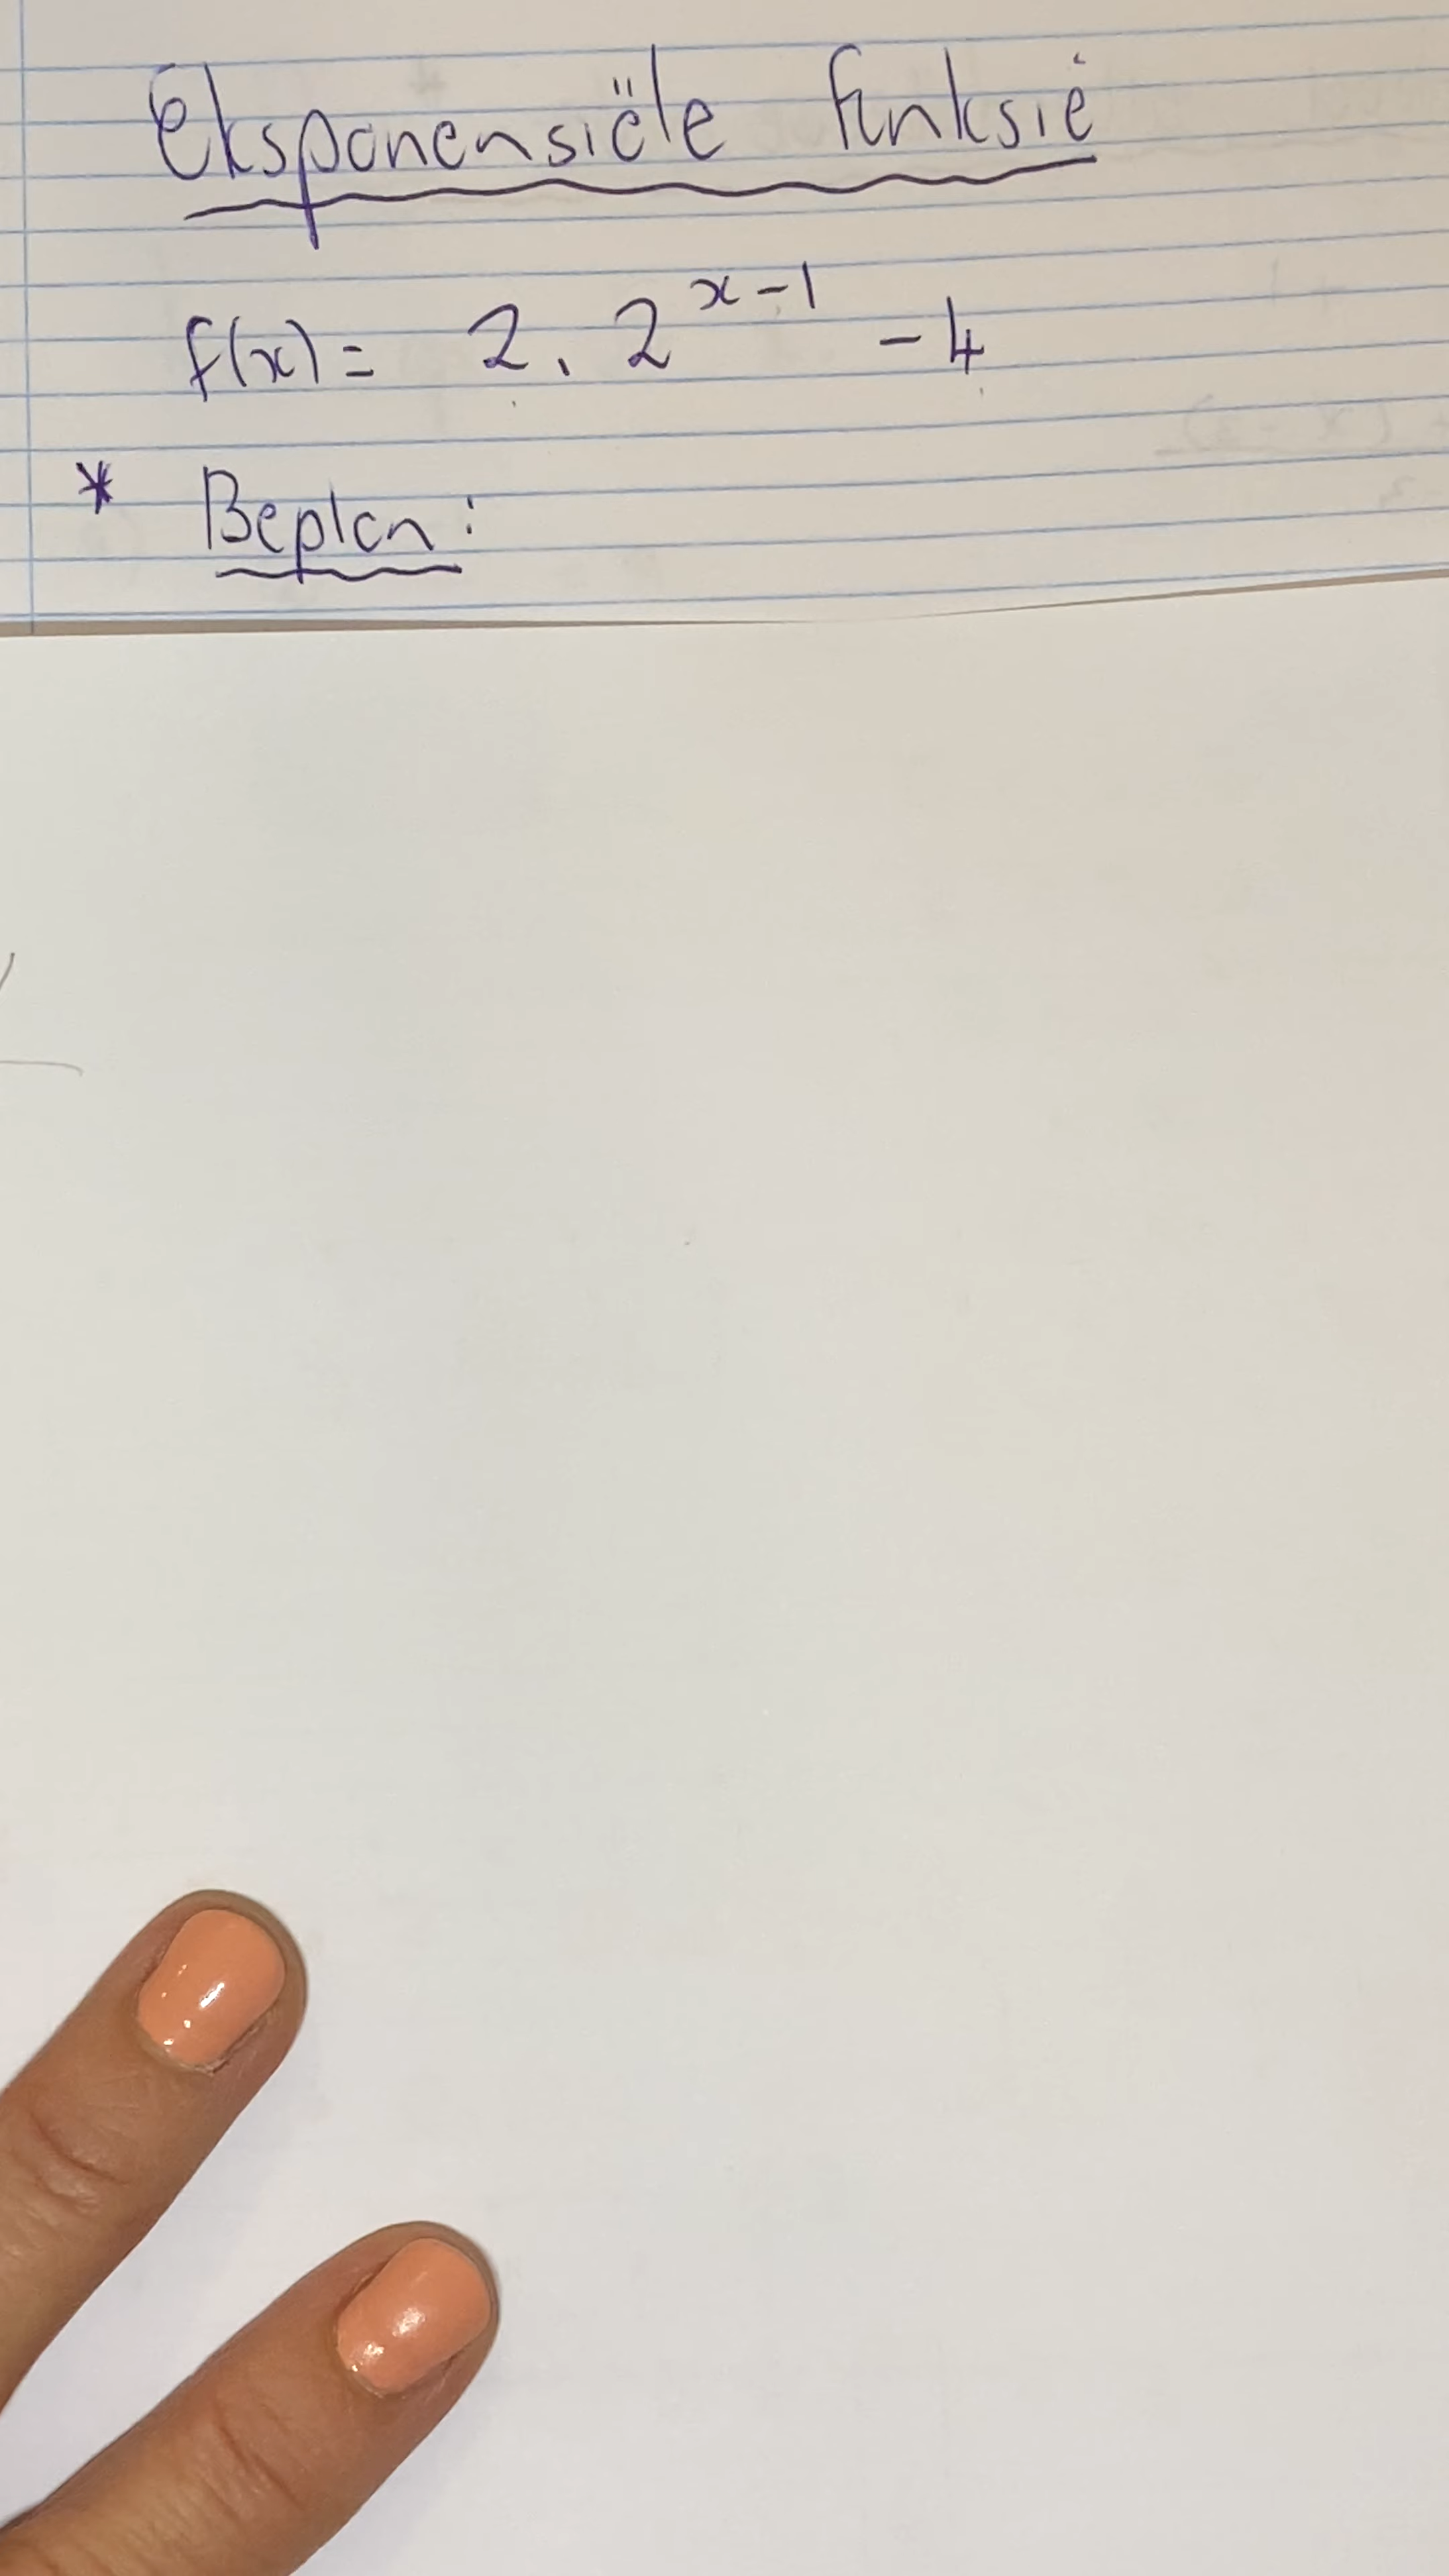 Eksponensiële funksie
f(x) = 2 . 2^{x-1} - 4
* Beplan :